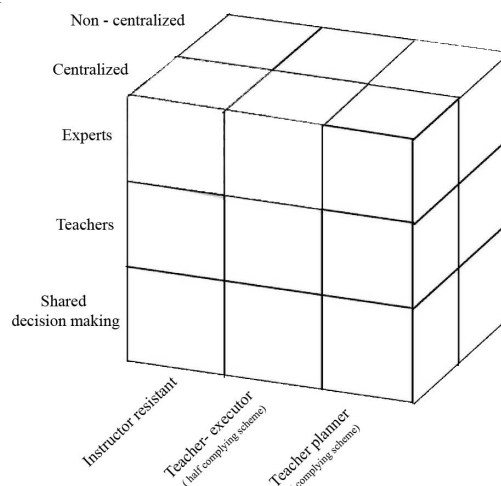 Non - centralized
Centralized
Experts
Teachers
Shared
decision making
Instructor resistant
Teacher- executor
( half complying scheme)
Teacher planner
complying scheme)